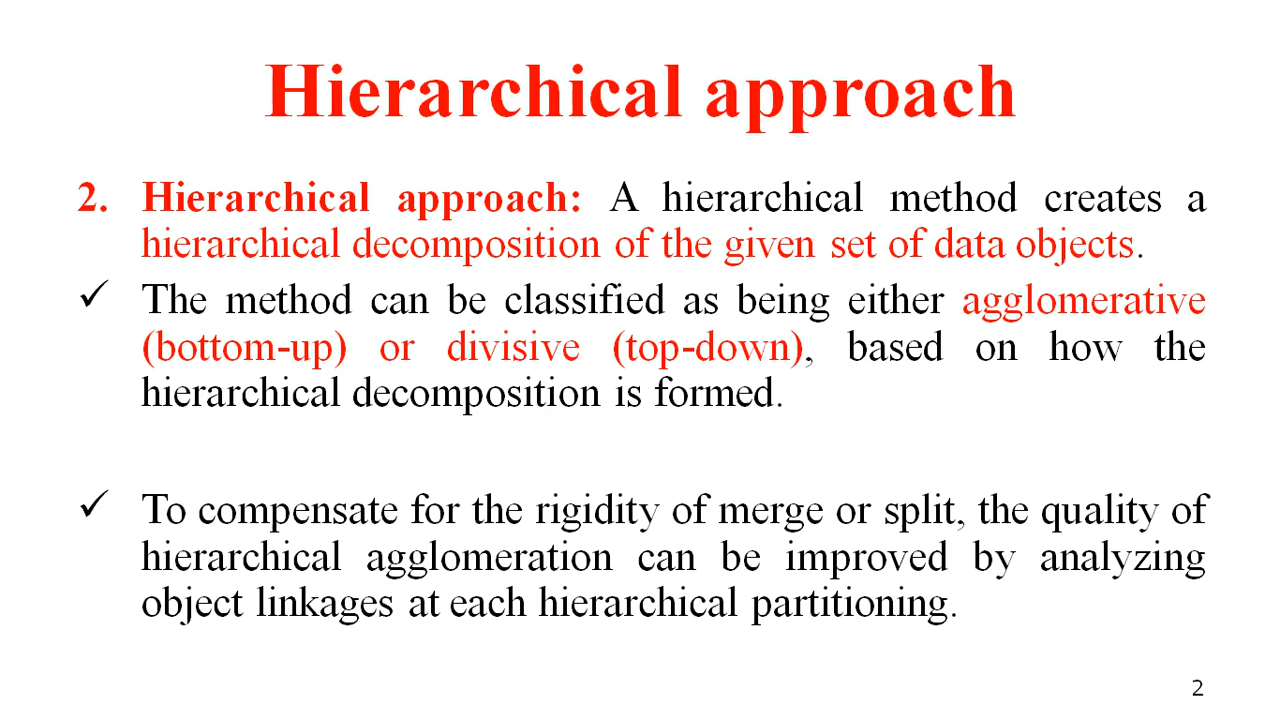 Hierarchical approach
2. Hierarchical approach: A hierarchical method creates a
hierarchical decomposition of the given set of data objects.
✓ The method can be classified as being either agglomerative
(bottom-up) or divisive (top-down), based on how the
hierarchical decomposition is formed.
✓ To compensate for the rigidity of merge or split, the quality of
hierarchical agglomeration can be improved by analyzing
object linkages at each hierarchical partitioning.
2